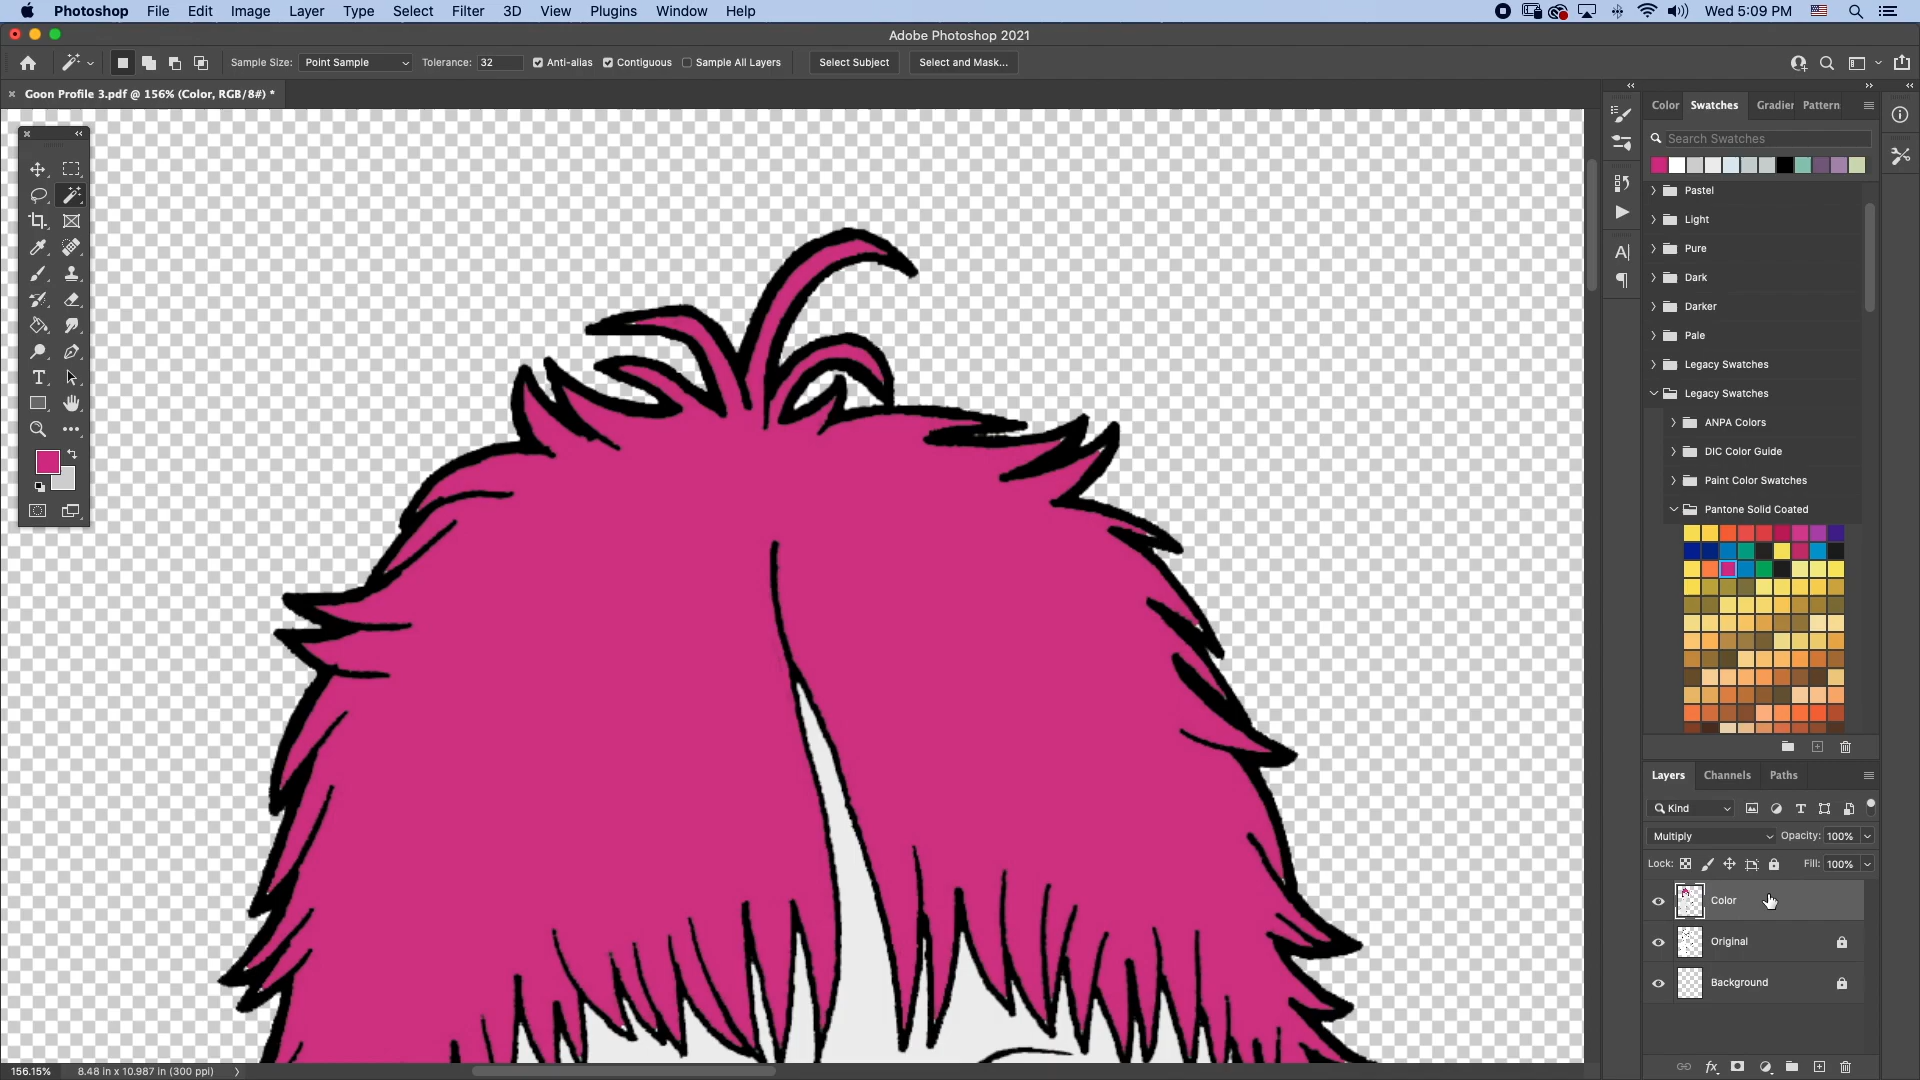 Photoshop File Edit Image Layer Type Select Filter 3D View Plugins Window Help Wed 5:09 PM
Adobe Photoshop 2021
Sample Size: Point Sample Tolerance: 32 Anti-alias Contiguous Sample All Layers Select Subject Select and Mask...
Goon Profile 3.pdf @ 156% (Color, RGB/8#) *
Color Swatches Gradier Pattern
Search Swatches
Pastel
Light
Pure
Dark
Darker
Pale
Legacy Swatches
Legacy Swatches
ANPA Colors
DIC Color Guide
Paint Color Swatches
Pantone Solid Coated
Layers Channels Paths
Kind
Multiply Opacity: 100%
Lock: Fill: 100%
Color
Original
Background
156.15% 8.48 in x 10.987 in (300 ppi)